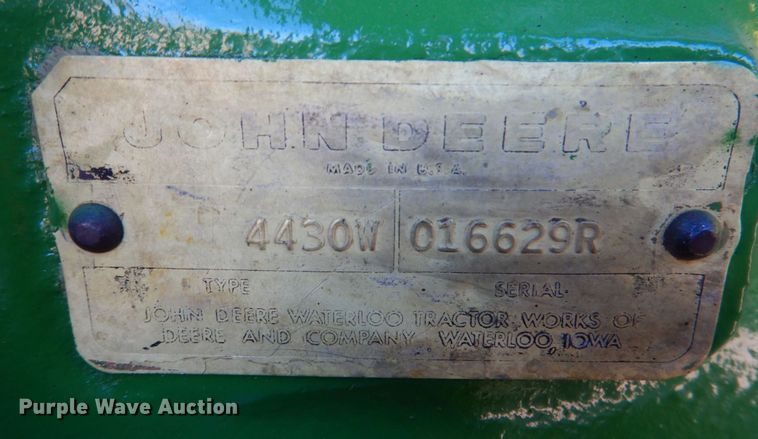 JOHN DEERE
MADE IN U.S.A.
4430W 016629R
TYPE SERIAL
JOHN DEERE WATERLOO TRACTOR WORKS OF
DEERE AND COMPANY WATERLOO, IOWA
Purple Wave Auction